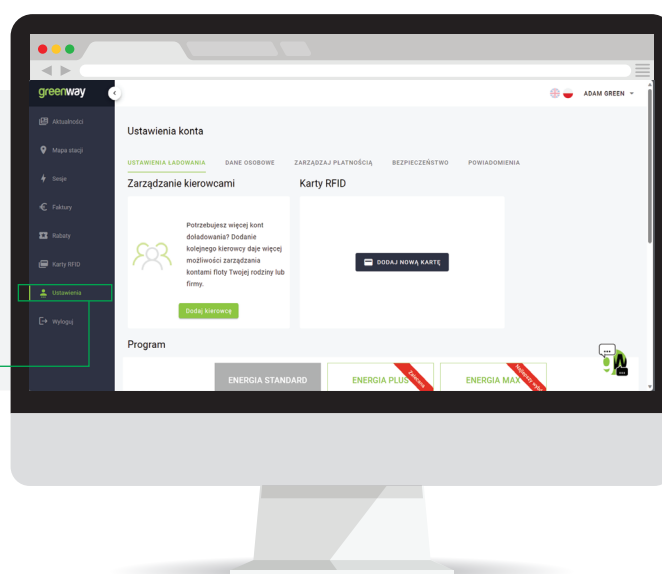 greenway
ADAM GREEN
Aktualności
Mapa stacji
Sesje
Faktury
Rabaty
Karty RFID
Ustawienia
Wyloguj
Ustawienia konta
USTAWIENIA ŁADOWANIA DANE OSOBOWE ZARZĄDZAJ PŁATNOŚCIĄ BEZPIECZEŃSTWO POWIADOMIENIA
Zarządzanie kierowcami
Potrzebujesz więcej kont
doładowania? Dodanie
kolejnego kierowcy daje więcej
możliwości zarządzania
kontami floty Twojej rodziny lub
firmy.
Dodaj kierowcę
Karty RFID
DODAJ NOWĄ KARTĘ
Program
ENERGIA STANDARD
ENERGIA PLUS
ENERGIA MAX
Najlepszy wybór